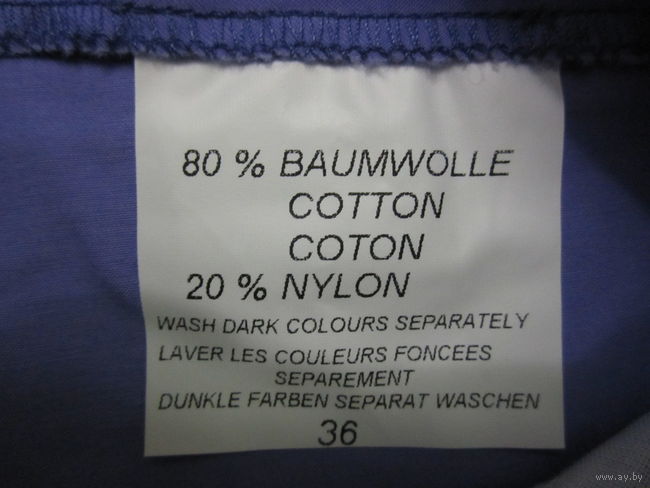 80 % BAUMWOLLE
COTTON
COTON
20 % NYLON
WASH DARK COLOURS SEPARATELY
LAVER LES COULEURS FONCEES
SEPAREMENT
DUNKLE FARBEN SEPARAT WASCHEN
36
www.ay.by